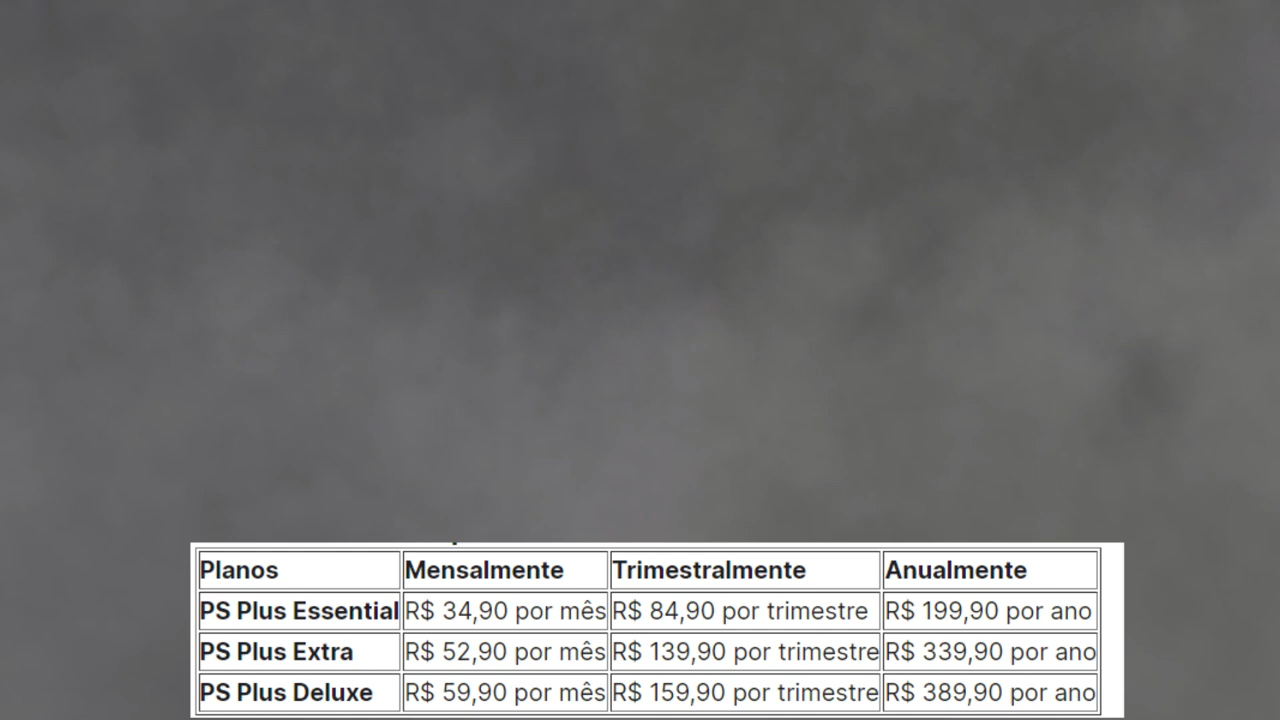 Planos Mensalmente Trimestralmente Anualmente
PS Plus Essential R$ 34,90 por mês R$ 84,90 por trimestre R$ 199,90 por ano
PS Plus Extra R$ 52,90 por mês R$ 139,90 por trimestre R$ 339,90 por ano
PS Plus Deluxe R$ 59,90 por mês R$ 159,90 por trimestre R$ 389,90 por ano